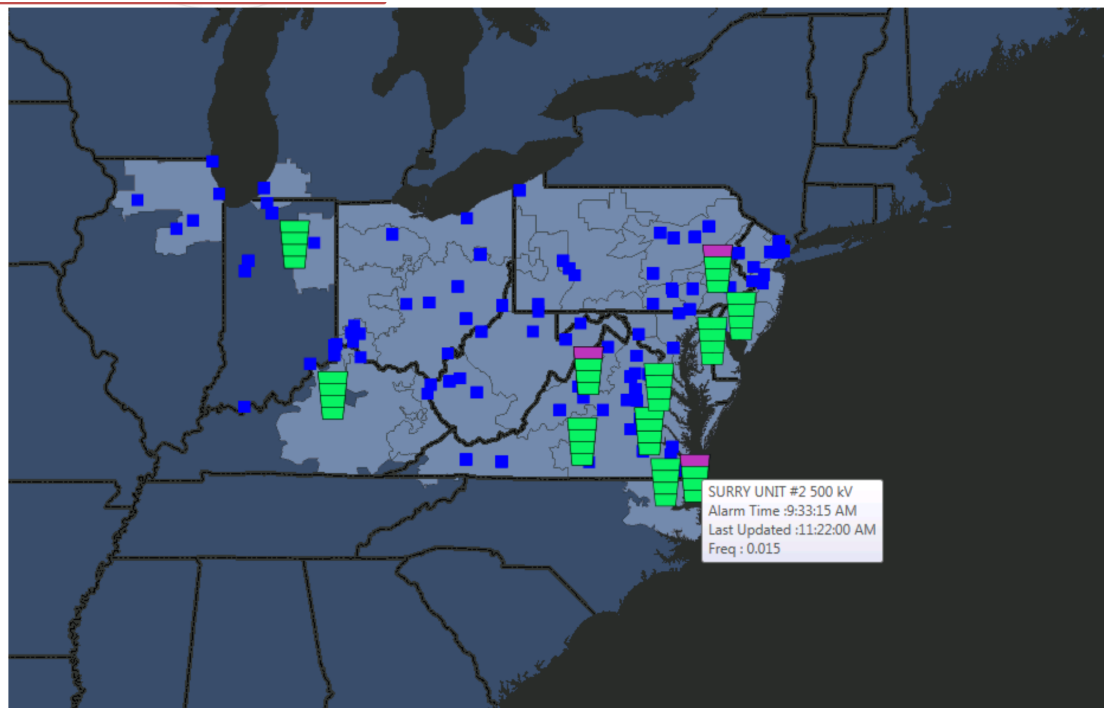 SURRY UNIT #2 500 kV
Alarm Time :9:33:15 AM
Last Updated :11:22:00 AM
Freq : 0.015